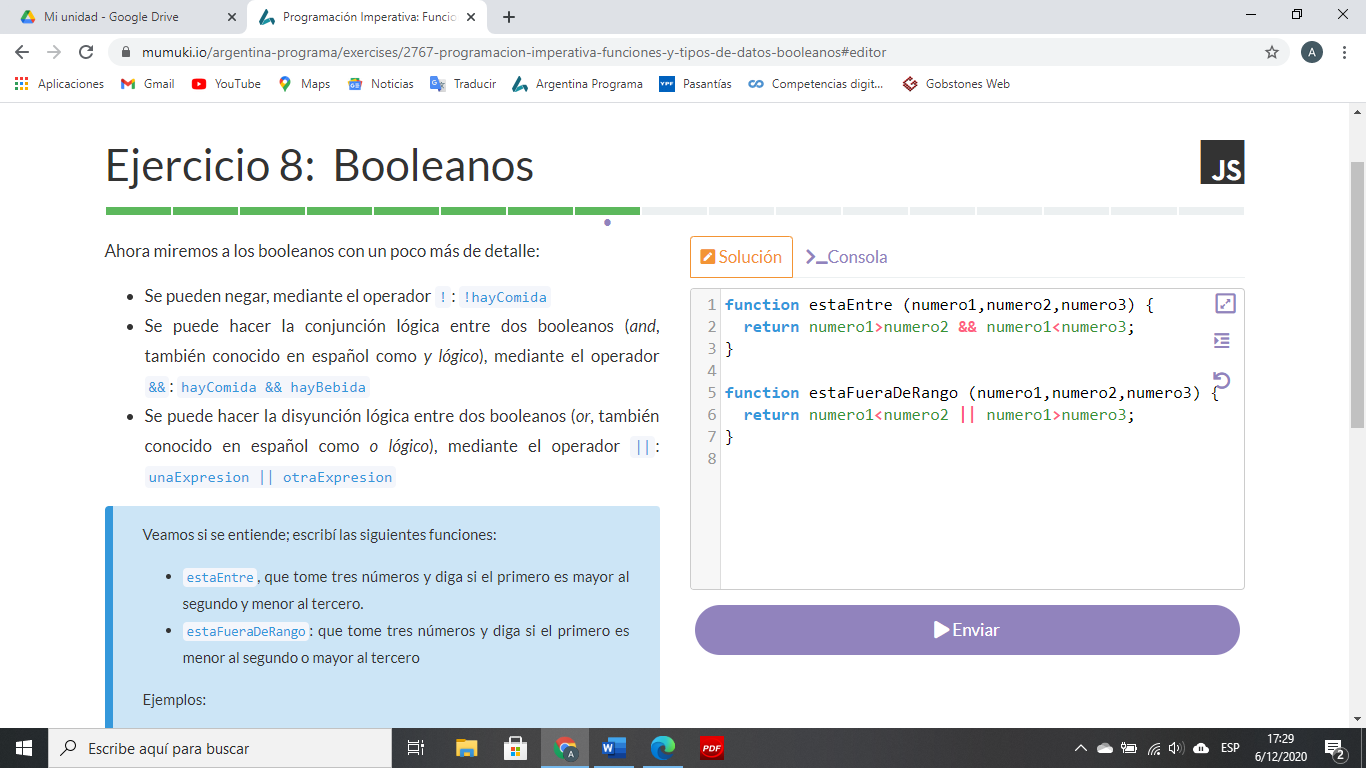 Mi unidad - Google Drive
Programación Imperativa: Funcio
mumuki.io/argentina-programa/exercises/2767-programacion-imperativa-funciones-y-tipos-de-datos-booleanos#editor
A
Aplicaciones
Gmail
YouTube
Maps
Noticias
Traducir
Argentina Programa
YPF
Pasantías
Competencias digit...
Gobstones Web
Ejercicio 8: Booleanos
JS
Ahora miremos a los booleanos con un poco más de detalle:
Se pueden negar, mediante el operador !: !hayComida
Se puede hacer la conjunción lógica entre dos booleanos (and,
también conocido en español como y lógico), mediante el operador
&&: hayComida && hayBebida
Se puede hacer la disyunción lógica entre dos booleanos (or, también
conocido en español como o lógico), mediante el operador ||:
unaExpresion || otraExpresion
Veamos si se entiende; escribí las siguientes funciones:
estaEntre, que tome tres números y diga si el primero es mayor al
segundo y menor al tercero.
estaFueraDeRango: que tome tres números y diga si el primero es
menor al segundo o mayor al tercero
Ejemplos:
Solución
Consola
1 function estaEntre (numero1,numero2,numero3) {
2 return numero1>numero2 && numero1<numero3;
3 }
4
5 function estaFueraDeRango (numero1,numero2,numero3) {
6 return numero1<numero2 || numero1>numero3;
7 }
8
Enviar
Escribe aquí para buscar
A
W
PDF
ESP
17:29
6/12/2020
2